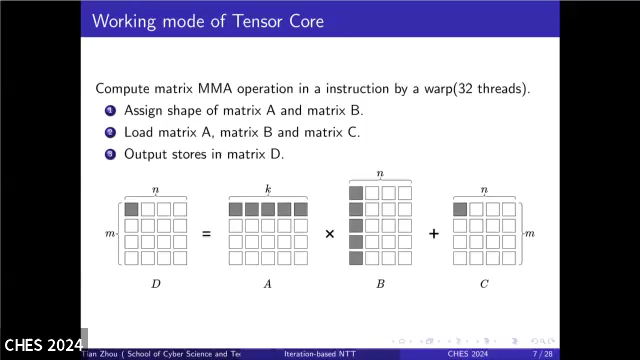 Working mode of Tensor Core
Compute matrix MMA operation in a instruction by a warp(32 threads).
1 Assign shape of matrix A and matrix B.
2 Load matrix A, matrix B and matrix C.
3 Output stores in matrix D.
n k n n
m = × + m
D A B C
CHES 2024
Tian Zhou ( School of Cyber Science and Tec Iteration-based NTT CHES 2024 7 / 28